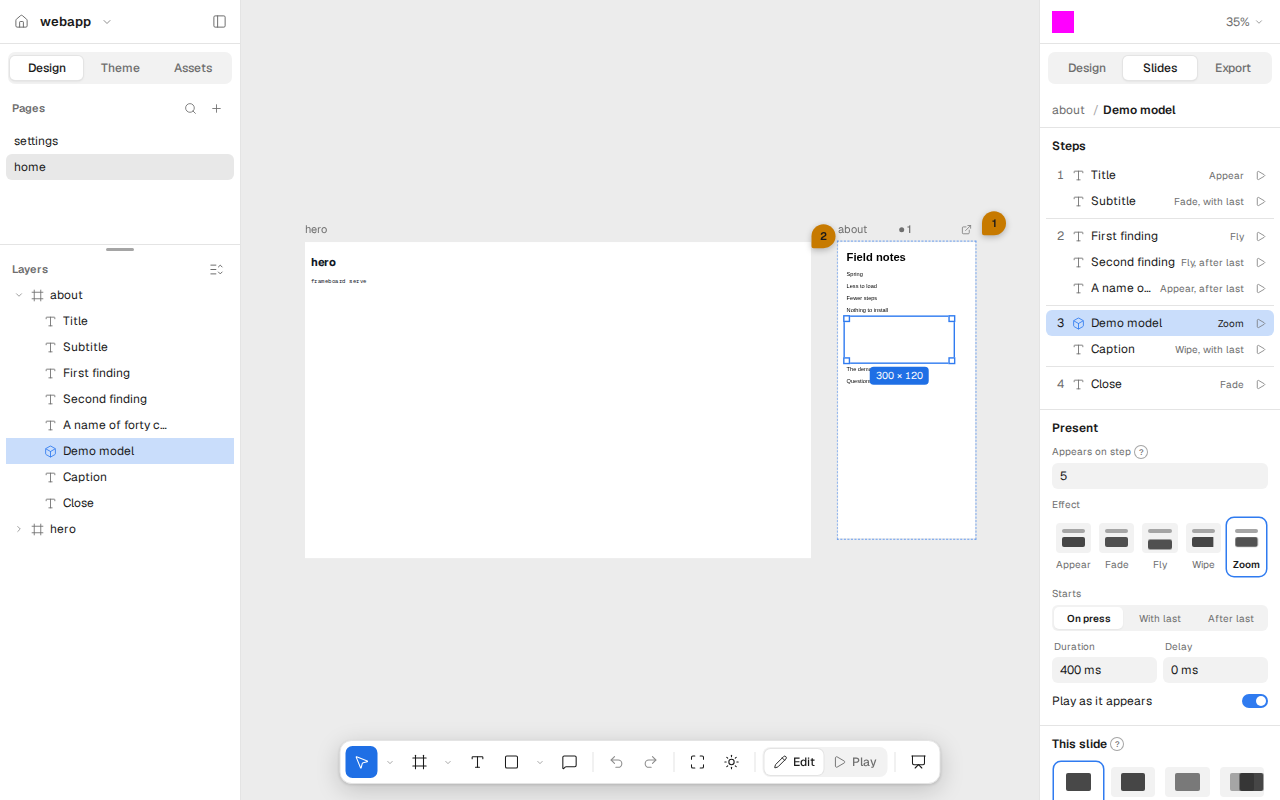 webapp
Design
Theme
Assets
Pages
settings
home
Layers
about
Title
Subtitle
First finding
Second finding
A name of forty c...
Demo model
Caption
Close
hero
hero
hero
frameboard serve
2
about
1
1
Field notes
Spring
Less to load
Fewer steps
Nothing to install
The dem
Question
300 × 120
Edit
Play
35%
Design
Slides
Export
about / Demo model
Steps
1 Title Appear
Subtitle Fade, with last
2 First finding Fly
Second finding Fly, after last
A name o... Appear, after last
3 Demo model Zoom
Caption Wipe, with last
4 Close Fade
Present
Appears on step ?
5
Effect
Appear Fade Fly Wipe Zoom
Starts
On press With last After last
Duration Delay
400 ms 0 ms
Play as it appears
This slide ?